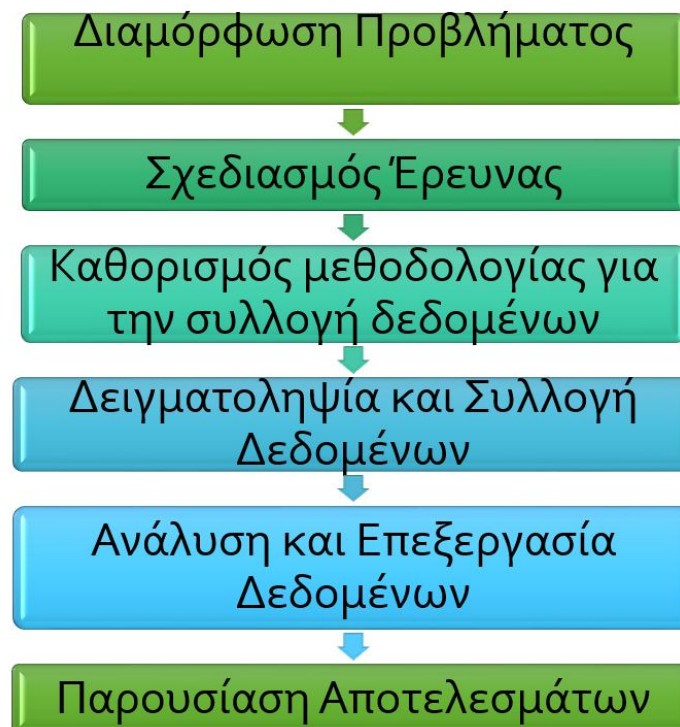 Διαμόρφωση Προβλήματος
Σχεδιασμός Έρευνας
Καθορισμός μεθοδολογίας για
την συλλογή δεδομένων
Δειγματοληψία και Συλλογή
Δεδομένων
Ανάλυση και Επεξεργασία
Δεδομένων
Παρουσίαση Αποτελεσμάτων